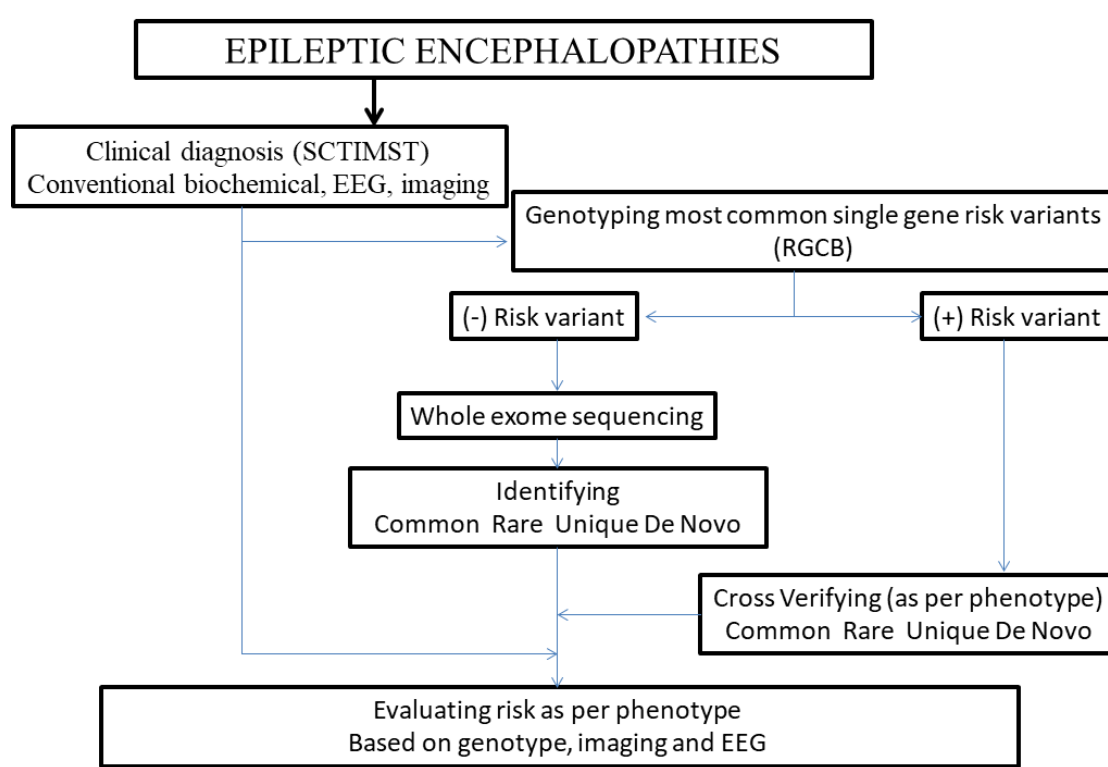 EPILEPTIC ENCEPHALOPATHIES
Clinical diagnosis (SCTIMST)
Conventional biochemical, EEG, imaging
Genotyping most common single gene risk variants
(RGCB)
(-) Risk variant
(+) Risk variant
Whole exome sequencing
Identifying
Common Rare Unique De Novo
Cross Verifying (as per phenotype)
Common Rare Unique De Novo
Evaluating risk as per phenotype
Based on genotype, imaging and EEG